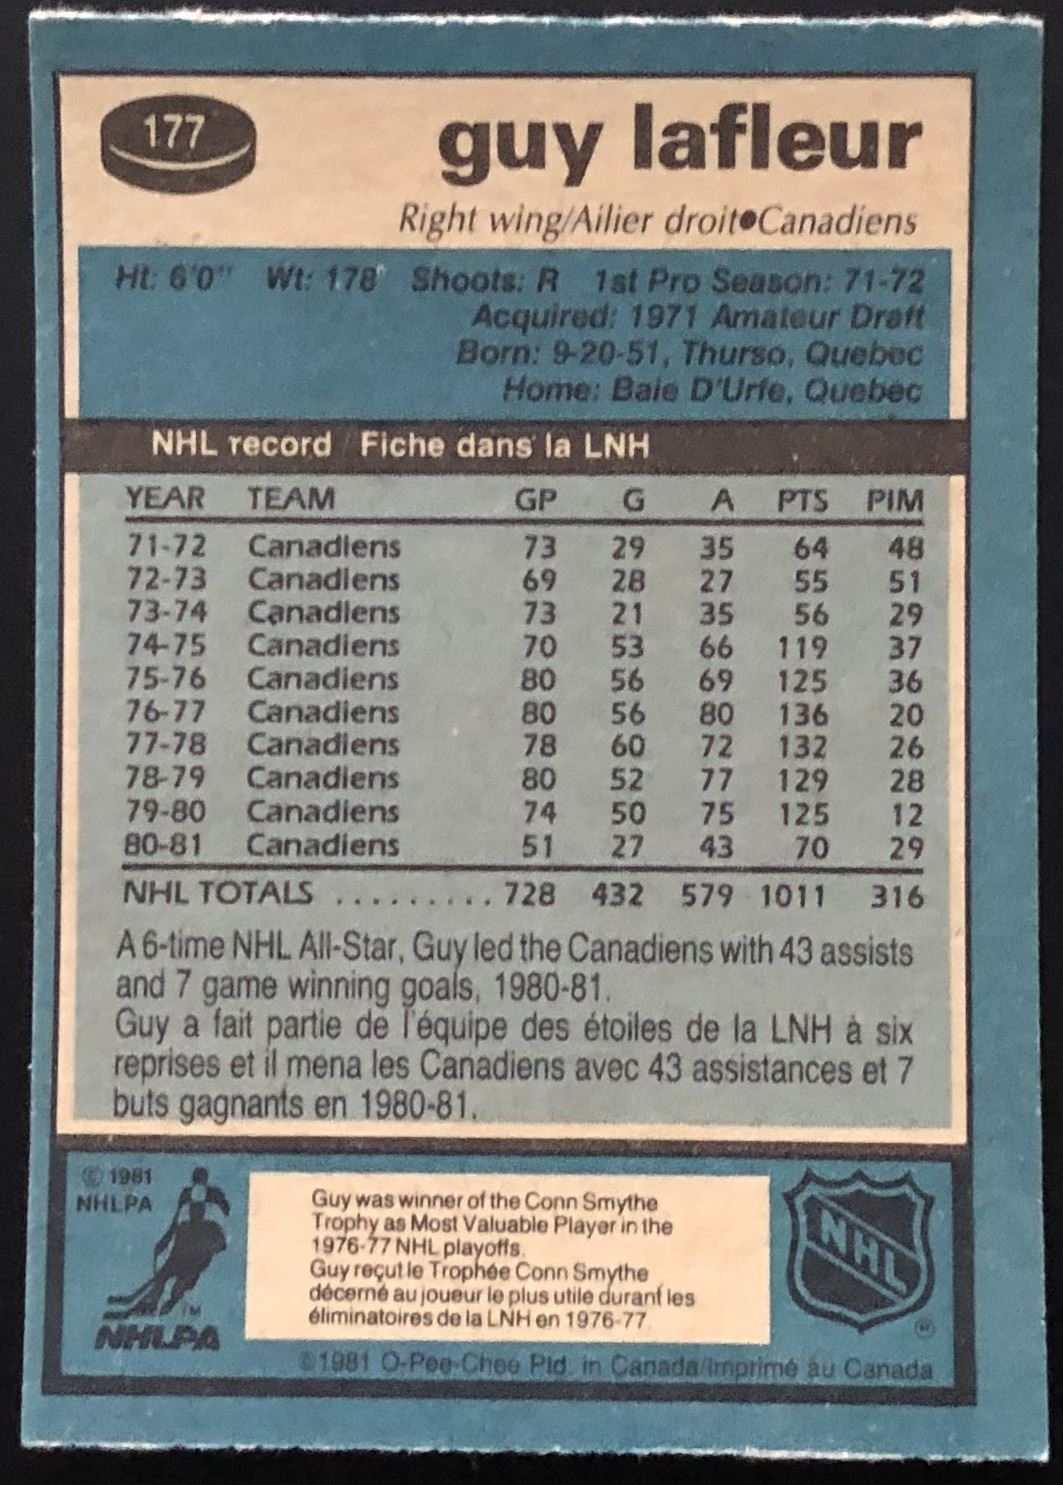 177
guy lafleur
Right wing/Ailier droit●Canadiens
Ht: 6'0" Wt: 178 Shoots: R 1st Pro Season: 71-72
Acquired: 1971 Amateur Draft
Born: 9-20-51, Thurso, Quebec
Home: Baie D'Urfe, Quebec
NHL record / Fiche dans la LNH
YEAR TEAM GP G A PTS PIM
71-72 Canadiens 73 29 35 64 48
72-73 Canadiens 69 28 27 55 51
73-74 Canadiens 73 21 35 56 29
74-75 Canadiens 70 53 66 119 37
75-76 Canadiens 80 56 69 125 36
76-77 Canadiens 80 56 80 136 20
77-78 Canadiens 78 60 72 132 26
78-79 Canadiens 80 52 77 129 28
79-80 Canadiens 74 50 75 125 12
80-81 Canadiens 51 27 43 70 29
NHL TOTALS .......... 728 432 579 1011 316
A 6-time NHL All-Star, Guy led the Canadiens with 43 assists
and 7 game winning goals, 1980-81.
Guy a fait partie de l'équipe des étoiles de la LNH à six
reprises et il mena les Canadiens avec 43 assistances et 7
buts gagnants en 1980-81.
© 1981
NHLPA
TM
NHLPA
Guy was winner of the Conn Smythe
Trophy as Most Valuable Player in the
1976-77 NHL playoffs.
Guy reçut le Trophée Conn Smythe
décerné au joueur le plus utile durant les
éliminatoires de la LNH en 1976-77.
NHL
®
©1981 O-Pee-Chee Ptd. in Canada/Imprimé au Canada